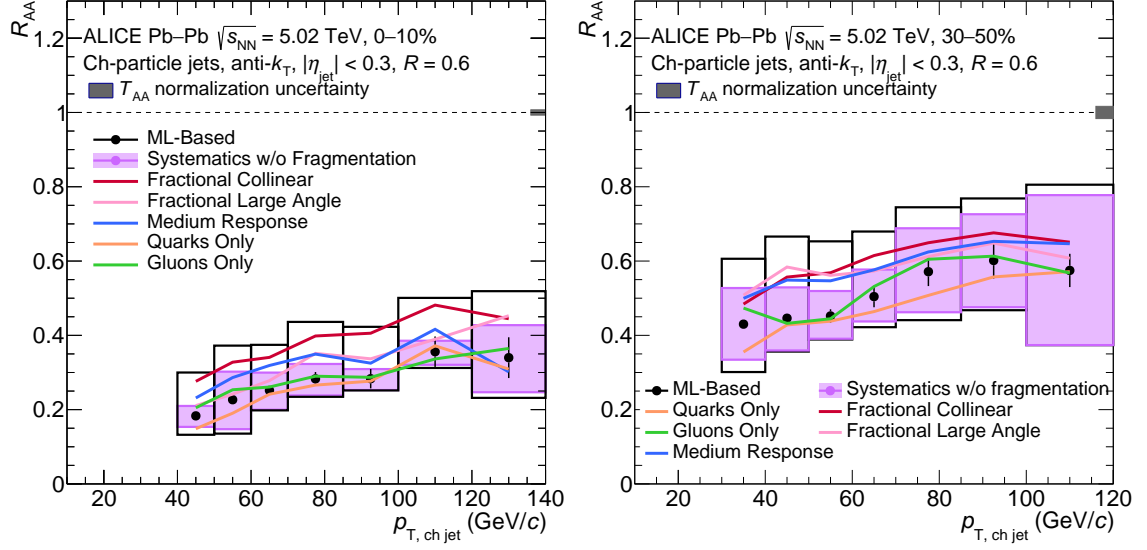 R_AA
1.2
1
0.8
0.6
0.4
0.2
0
ALICE Pb–Pb √s_NN = 5.02 TeV, 0–10%
Ch-particle jets, anti-k_T, |η_jet| < 0.3, R = 0.6
T_AA normalization uncertainty
ML-Based
Systematics w/o Fragmentation
Fractional Collinear
Fractional Large Angle
Medium Response
Quarks Only
Gluons Only
20 40 60 80 100 120 140
p_T, ch jet (GeV/c)
R_AA
1.2
1
0.8
0.6
0.4
0.2
0
ALICE Pb–Pb √s_NN = 5.02 TeV, 30–50%
Ch-particle jets, anti-k_T, |η_jet| < 0.3, R = 0.6
T_AA normalization uncertainty
ML-Based
Quarks Only
Gluons Only
Medium Response
Systematics w/o fragmentation
Fractional Collinear
Fractional Large Angle
20 40 60 80 100 120
p_T, ch jet (GeV/c)